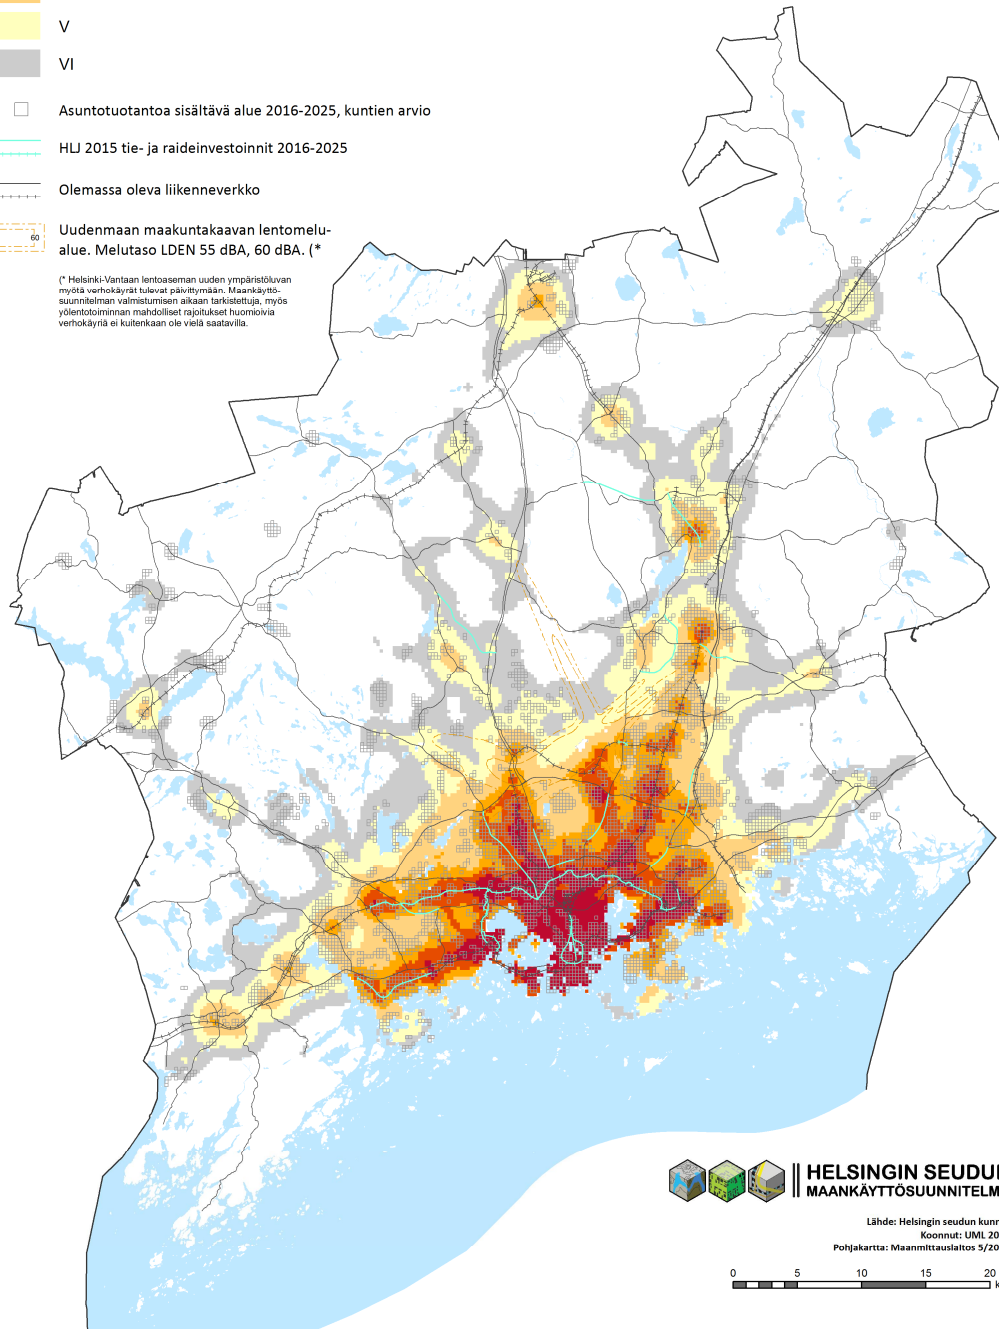 V
VI
Asuntotuotantoa sisältävä alue 2016-2025, kuntien arvio
HLJ 2015 tie- ja raideinvestoinnit 2016-2025
Olemassa oleva liikenneverkko
60
Uudenmaan maakuntakaavan lentomelu-
alue. Melutaso LDEN 55 dBA, 60 dBA. (*
(* Helsinki-Vantaan lentoaseman uuden ympäristöluvan
myötä verhokäyrät tulevat päivittymään. Maankäyttö-
suunnitelman valmistumisen aikaan tarkistettuja, myös
yölentotoiminnan mahdolliset rajoitukset huomioivia
verhokäyriä ei kuitenkaan ole vielä saatavilla.
HELSINGIN SEUDUN
MAANKÄYTTÖSUUNNITELM
Lähde: Helsingin seudun kunn
Koonnut: UML 20
Pohjakartta: Maanmittauslaitos 5/20
0 5 10 15 20
k